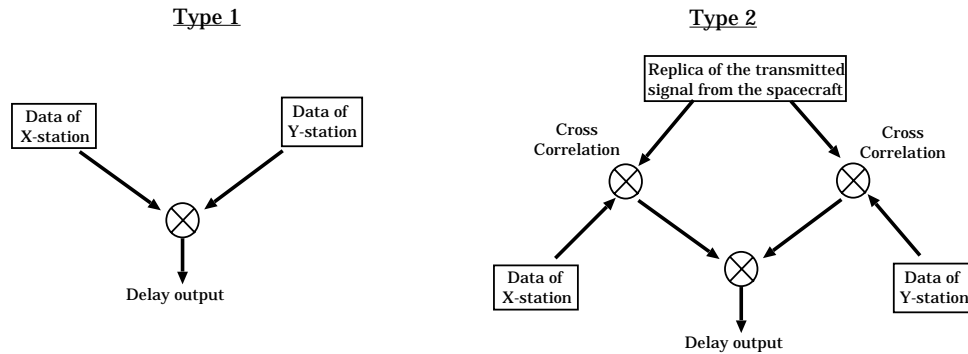 Type 1
Data of
X-station
Data of
Y-station
Delay output
Type 2
Replica of the transmitted
signal from the spacecraft
Cross
Correlation
Cross
Correlation
Data of
X-station
Data of
Y-station
Delay output